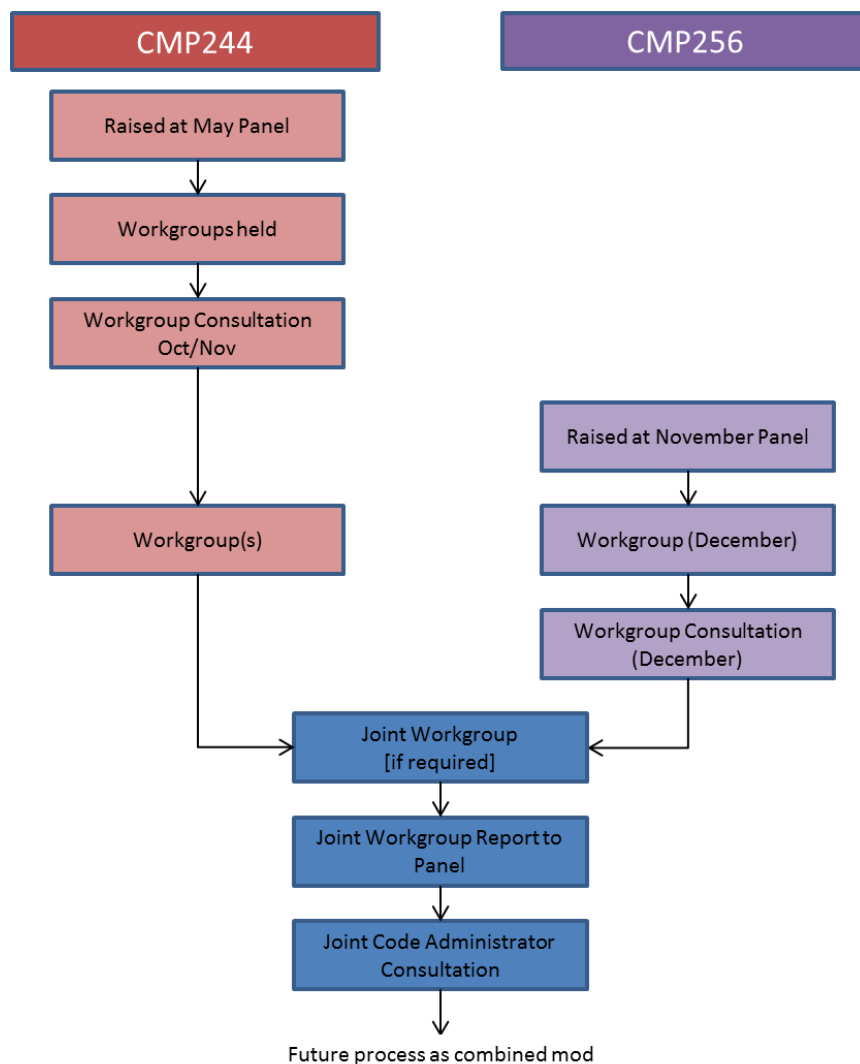 CMP244
CMP256
Raised at May Panel
Workgroups held
Workgroup Consultation
Oct/Nov
Raised at November Panel
Workgroup(s)
Workgroup (December)
Workgroup Consultation
(December)
Joint Workgroup
[if required]
Joint Workgroup Report to
Panel
Joint Code Administrator
Consultation
Future process as combined mod